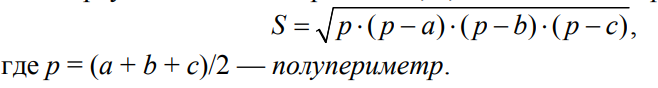 S = √p · (p − a) · (p − b) · (p − c),
где p = (a + b + c)/2 — полупериметр.